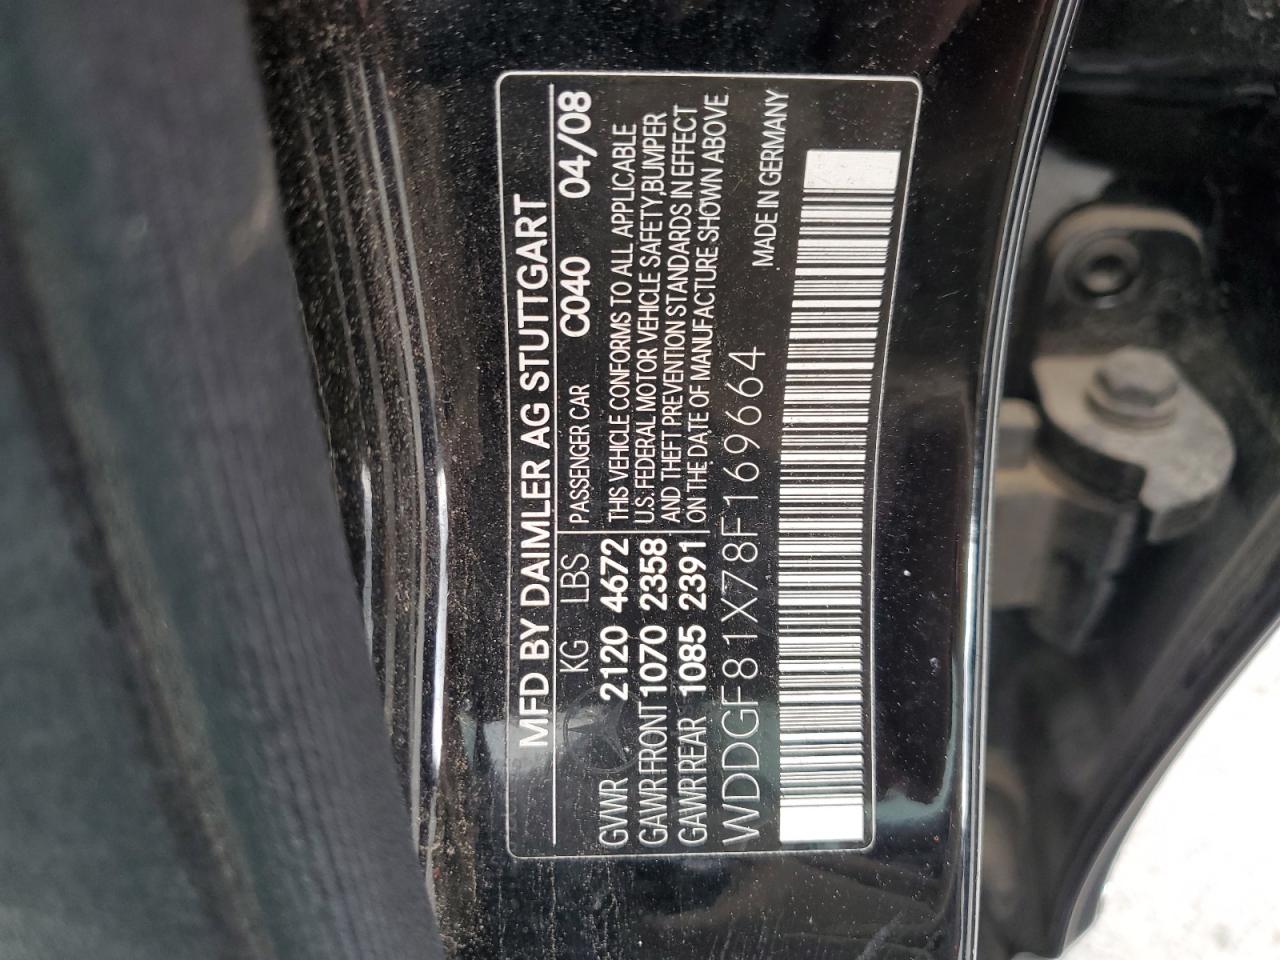 MFD BY DAIMLER AG STUTTGART
KG LBS PASSENGER CAR C040 04/08
GVWR 2120 4672
GAWR FRONT 1070 2358
GAWR REAR 1085 2391
THIS VEHICLE CONFORMS TO ALL APPLICABLE
U.S. FEDERAL MOTOR VEHICLE SAFETY,BUMPER
AND THEFT PREVENTION STANDARDS IN EFFECT
ON THE DATE OF MANUFACTURE SHOWN ABOVE
WDDGF81X78F169664
MADE IN GERMANY